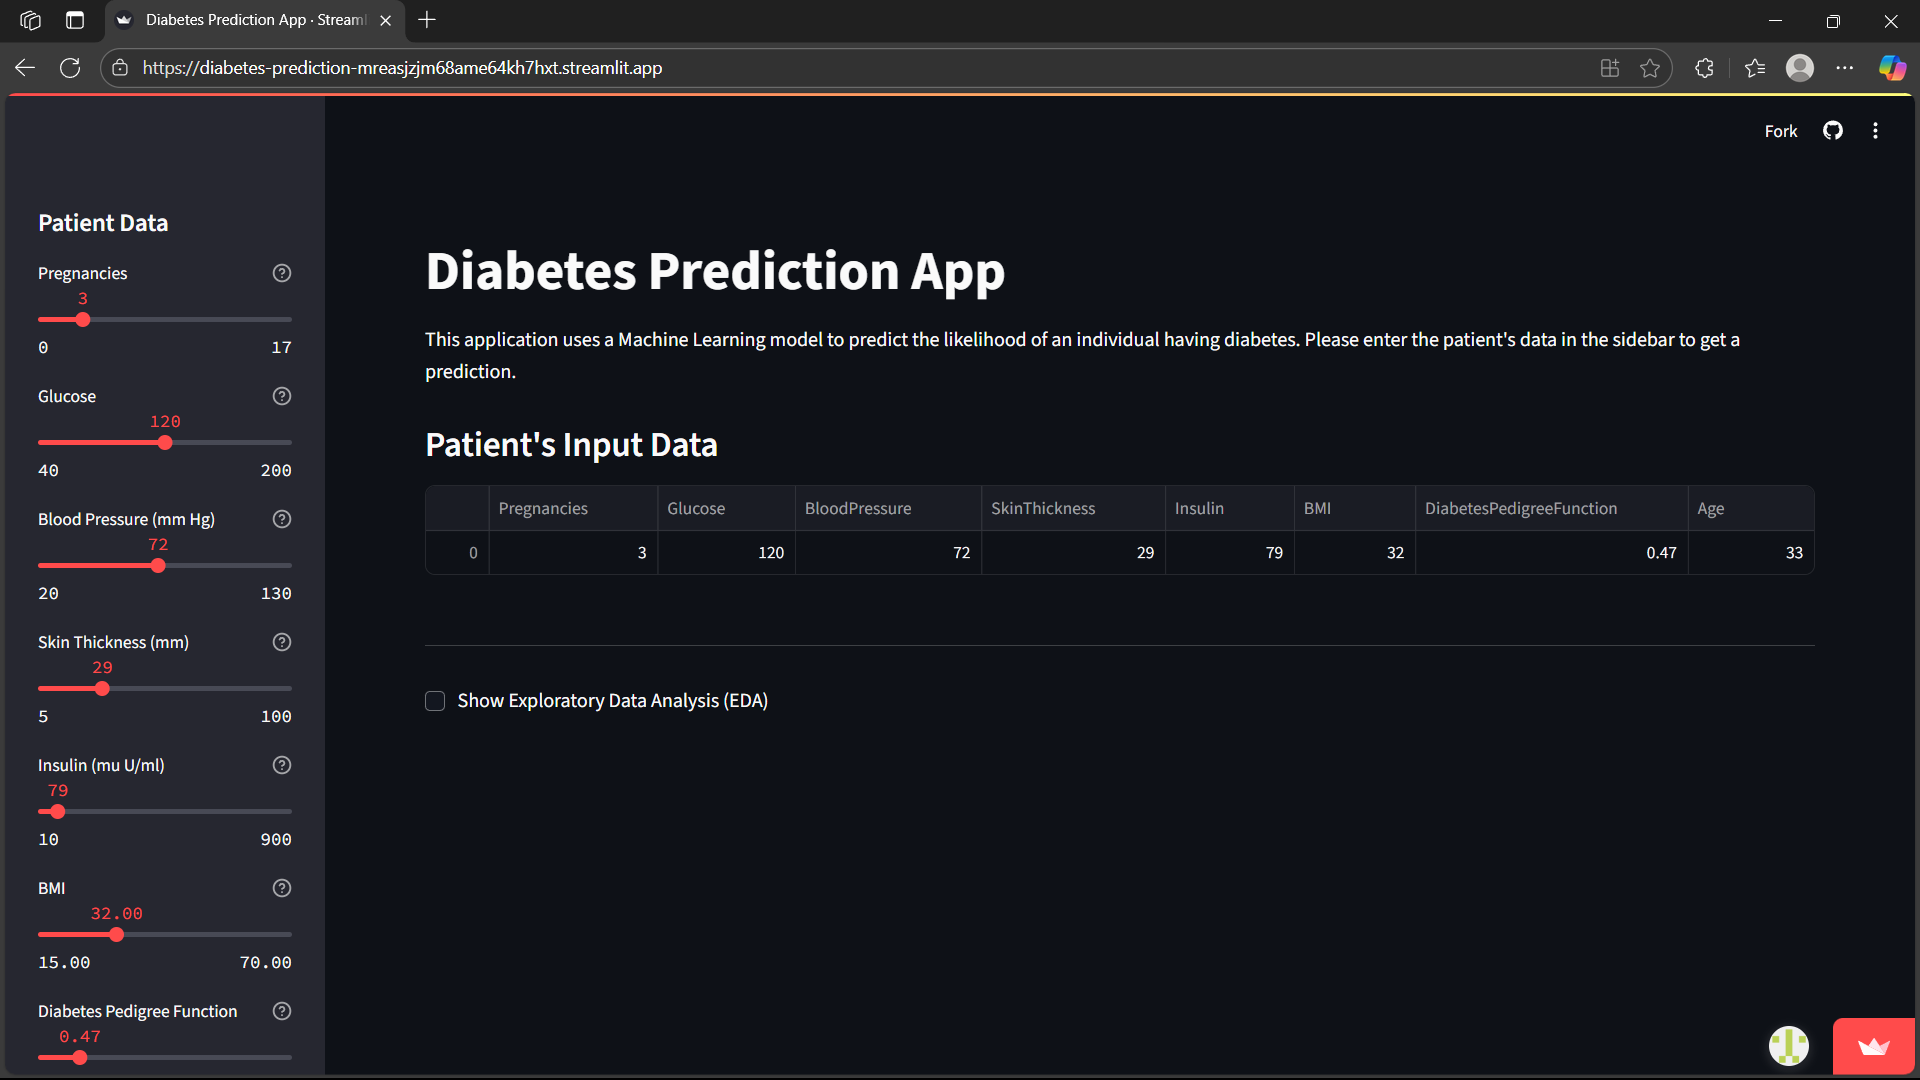 Diabetes Prediction App · Streaml
https://diabetes-prediction-mreasjzjm68ame64kh7hxt.streamlit.app
Fork
Patient Data
Pregnancies
3
0 17
Glucose
120
40 200
Blood Pressure (mm Hg)
72
20 130
Skin Thickness (mm)
29
5 100
Insulin (mu U/ml)
79
10 900
BMI
32.00
15.00 70.00
Diabetes Pedigree Function
0.47
Diabetes Prediction App
This application uses a Machine Learning model to predict the likelihood of an individual having diabetes. Please enter the patient's data in the sidebar to get a
prediction.
Patient's Input Data
Pregnancies Glucose BloodPressure SkinThickness Insulin BMI DiabetesPedigreeFunction Age
0 3 120 72 29 79 32 0.47 33
Show Exploratory Data Analysis (EDA)